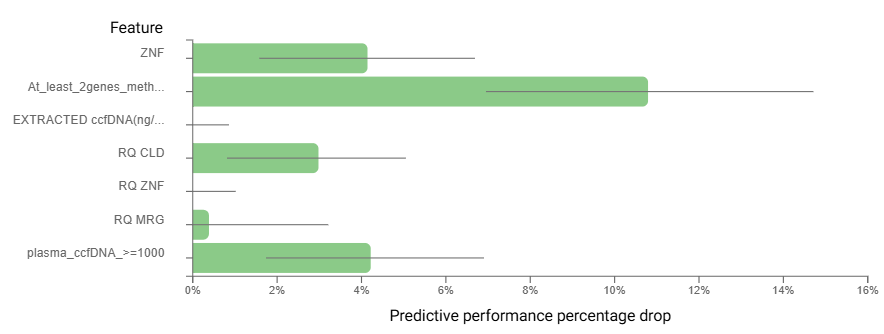 Feature
ZNF
At_least_2genes_meth...
EXTRACTED ccfDNA(ng/...
RQ CLD
RQ ZNF
RQ MRG
plasma_ccfDNA_>=1000
0% 2% 4% 6% 8% 10% 12% 14% 16%
Predictive performance percentage drop